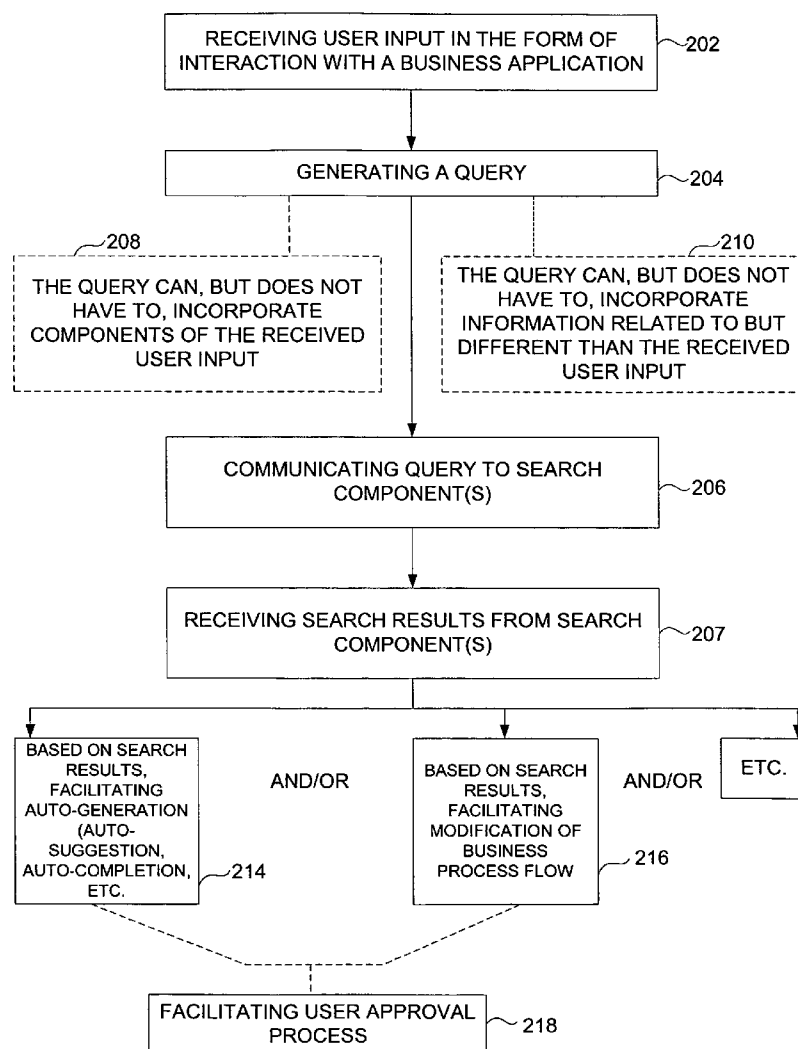 RECEIVING USER INPUT IN THE FORM OF
INTERACTION WITH A BUSINESS APPLICATION
202
GENERATING A QUERY
204
208
THE QUERY CAN, BUT DOES NOT
HAVE TO, INCORPORATE
COMPONENTS OF THE RECEIVED
USER INPUT
210
THE QUERY CAN, BUT DOES NOT
HAVE TO, INCORPORATE
INFORMATION RELATED TO BUT
DIFFERENT THAN THE RECEIVED
USER INPUT
COMMUNICATING QUERY TO SEARCH
COMPONENT(S)
206
RECEIVING SEARCH RESULTS FROM SEARCH
COMPONENT(S)
207
BASED ON SEARCH
RESULTS,
FACILITATING
AUTO-GENERATION
(AUTO-
SUGGESTION,
AUTO-COMPLETION,
ETC.
214
AND/OR
BASED ON SEARCH
RESULTS,
FACILITATING
MODIFICATION OF
BUSINESS
PROCESS FLOW
216
AND/OR
ETC.
FACILITATING USER APPROVAL
PROCESS
218